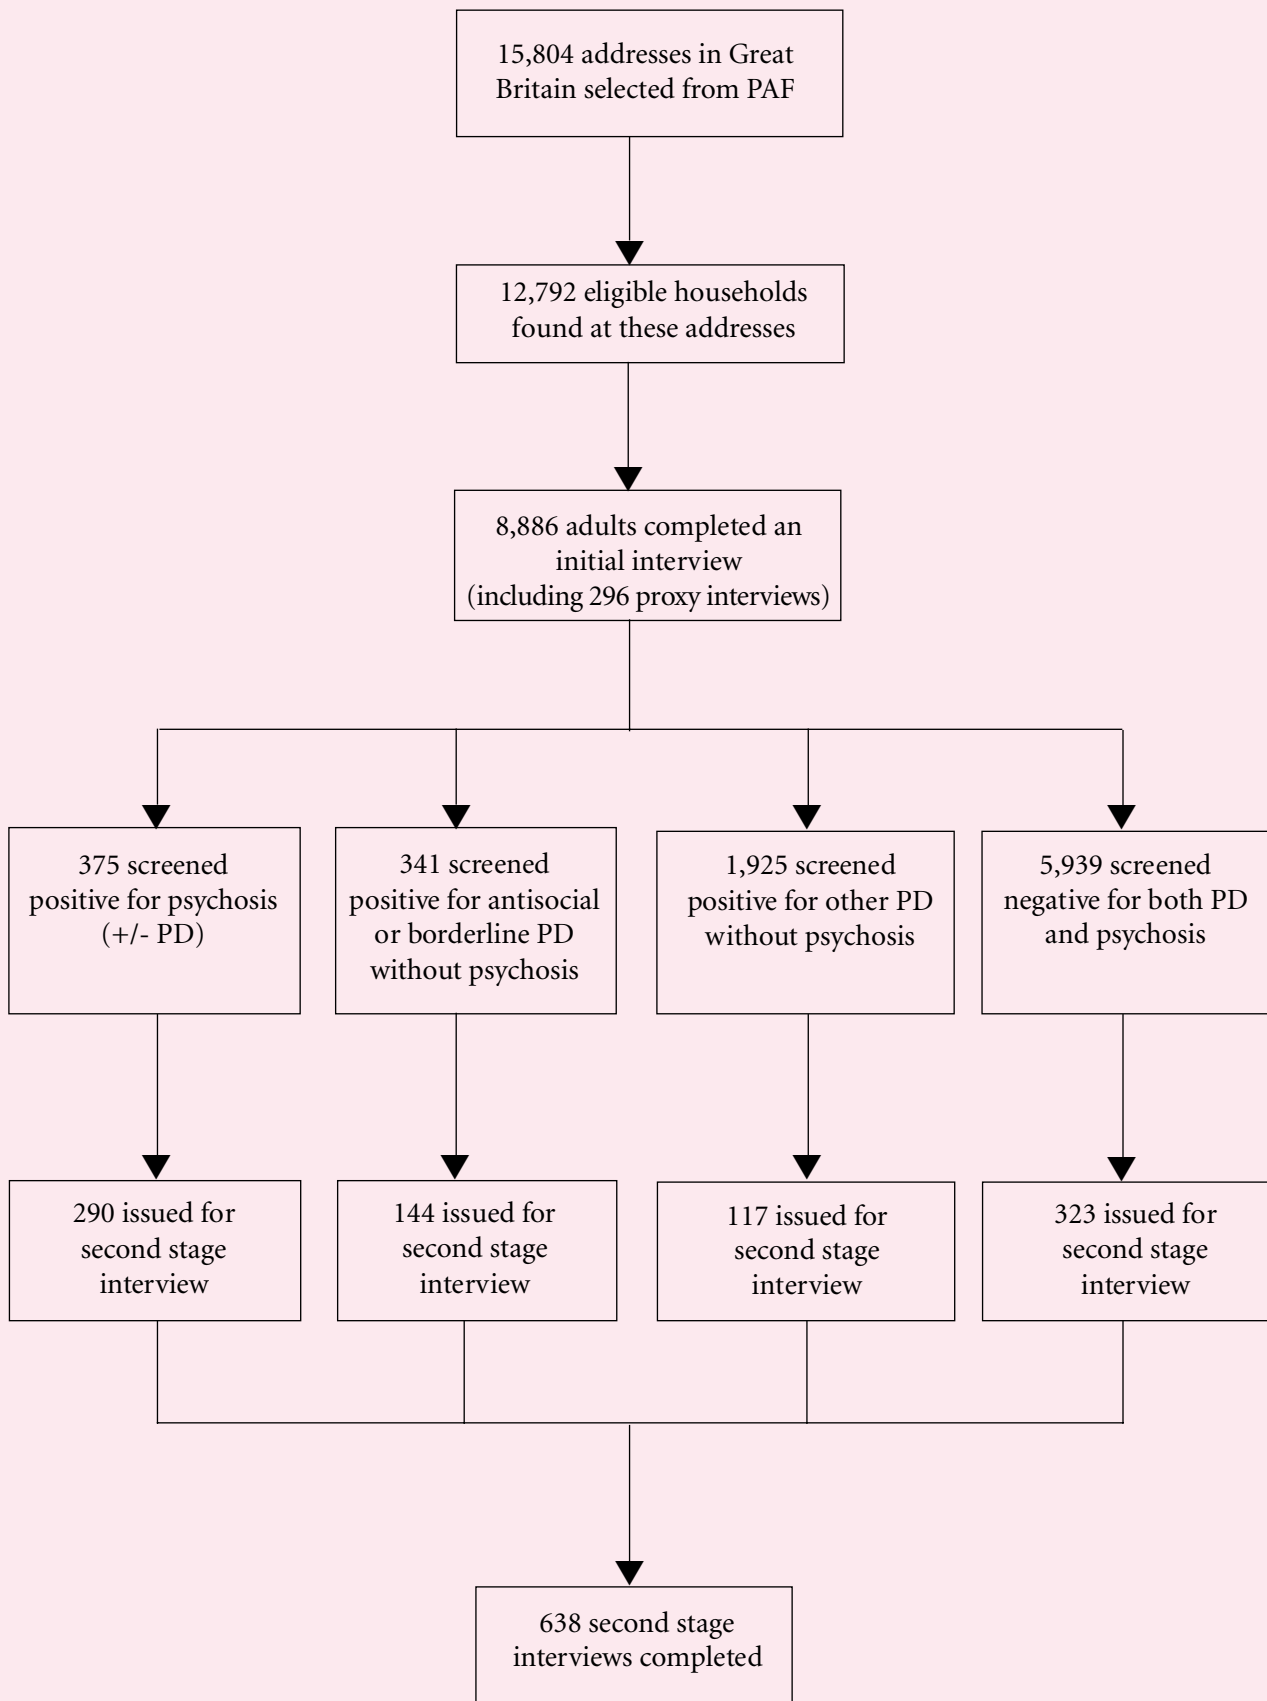 15,804 addresses in Great
Britain selected from PAF
12,792 eligible households
found at these addresses
8,886 adults completed an
initial interview
(including 296 proxy interviews)
375 screened
positive for psychosis
(+/- PD)
341 screened
positive for antisocial
or borderline PD
without psychosis
1,925 screened
positive for other PD
without psychosis
5,939 screened
negative for both PD
and psychosis
290 issued for
second stage
interview
144 issued for
second stage
interview
117 issued for
second stage
interview
323 issued for
second stage
interview
638 second stage
interviews completed